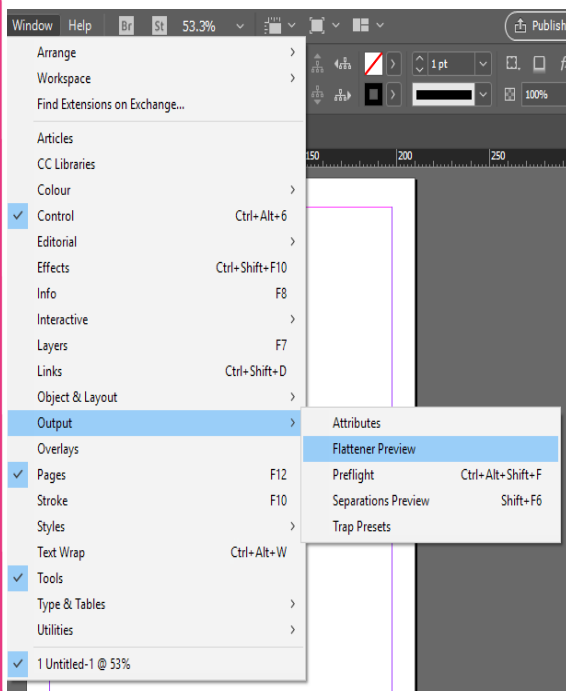 Window Help Br St 53.3% Publish
Arrange
Workspace
Find Extensions on Exchange...
1 pt
100%
Articles
CC Libraries
Colour
Control Ctrl+Alt+6
Editorial
Effects Ctrl+Shift+F10
Info F8
Interactive
Layers F7
Links Ctrl+Shift+D
Object & Layout
Output
Overlays
Pages F12
Stroke F10
Styles
Text Wrap Ctrl+Alt+W
Tools
Type & Tables
Utilities
1 Untitled-1 @ 53%
150 200 250
Attributes
Flattener Preview
Preflight Ctrl+Alt+Shift+F
Separations Preview Shift+F6
Trap Presets